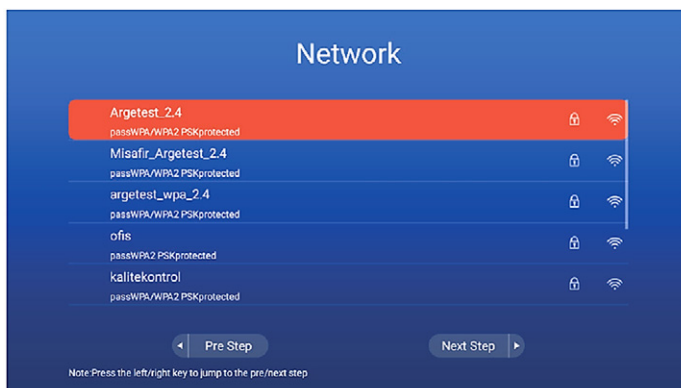 Network
Argetest_2.4
passWPA/WPA2 PSKprotected
Misafir_Argetest_2.4
passWPA/WPA2 PSKprotected
argetest_wpa_2.4
passWPA/WPA2 PSKprotected
ofis
passWPA2 PSKprotected
kalitekontrol
passWPA/WPA2 PSKprotected
Pre Step
Next Step
Note:Press the left/right key to jump to the pre/next step